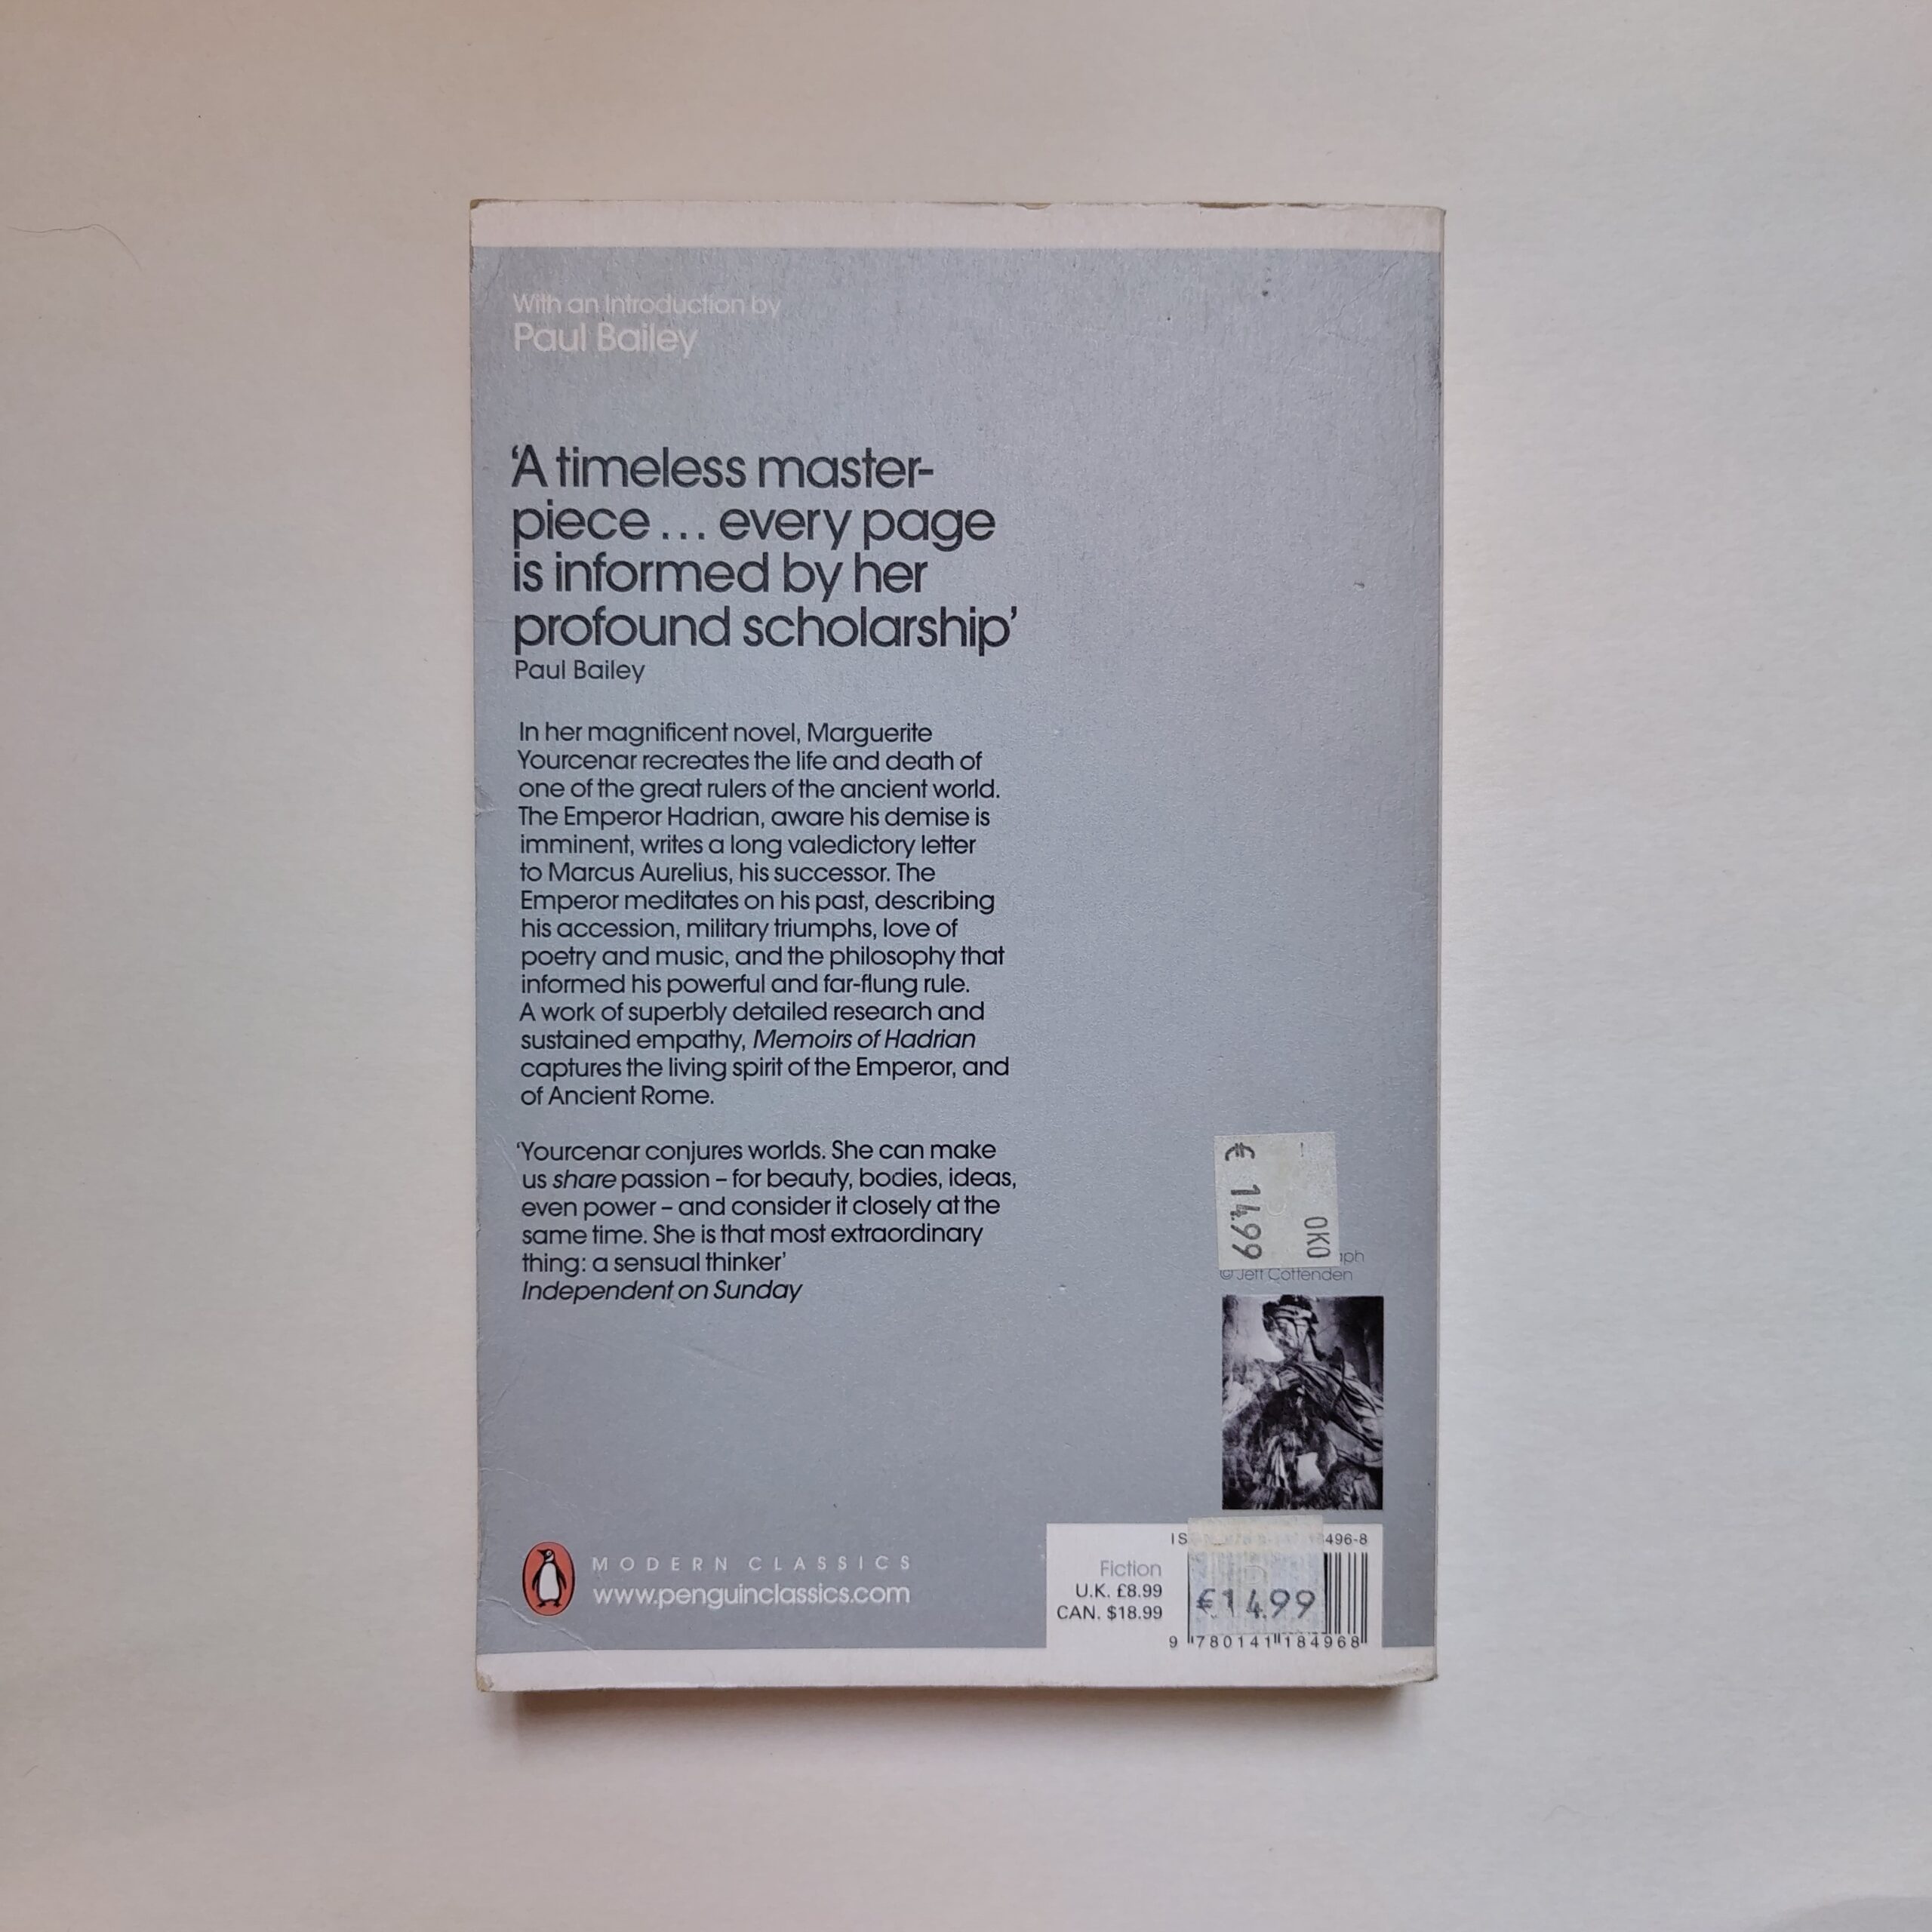 With an Introduction by
Paul Bailey
‘A timeless master-
piece ... every page
is informed by her
profound scholarship’
Paul Bailey
In her magnificent novel, Marguerite
Yourcenar recreates the life and death of
one of the great rulers of the ancient world.
The Emperor Hadrian, aware his demise is
imminent, writes a long valedictory letter
to Marcus Aurelius, his successor. The
Emperor meditates on his past, describing
his accession, military triumphs, love of
poetry and music, and the philosophy that
informed his powerful and far-flung rule.
A work of superbly detailed research and
sustained empathy, Memoirs of Hadrian
captures the living spirit of the Emperor, and
of Ancient Rome.
‘Yourcenar conjures worlds. She can make
us share passion – for beauty, bodies, ideas,
even power – and consider it closely at the
same time. She is that most extraordinary
thing: a sensual thinker’
Independent on Sunday
€ 14.99
OKO
© Jeff Cottenden
MODERN CLASSICS
www.penguinclassics.com
496-8
Fiction
U.K. £8.99
CAN. $18.99
€14.99
9 780141 184968